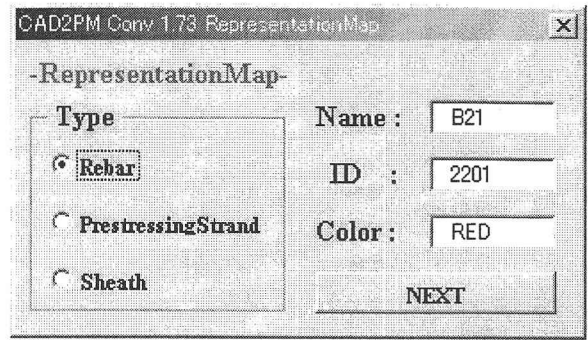 CAD2PM Conv 1.73 RepresentationMap
-RepresentationMap-
Type
Rebar
PrestressingStrand
Sheath
Name : B21
ID : 2201
Color : RED
NEXT